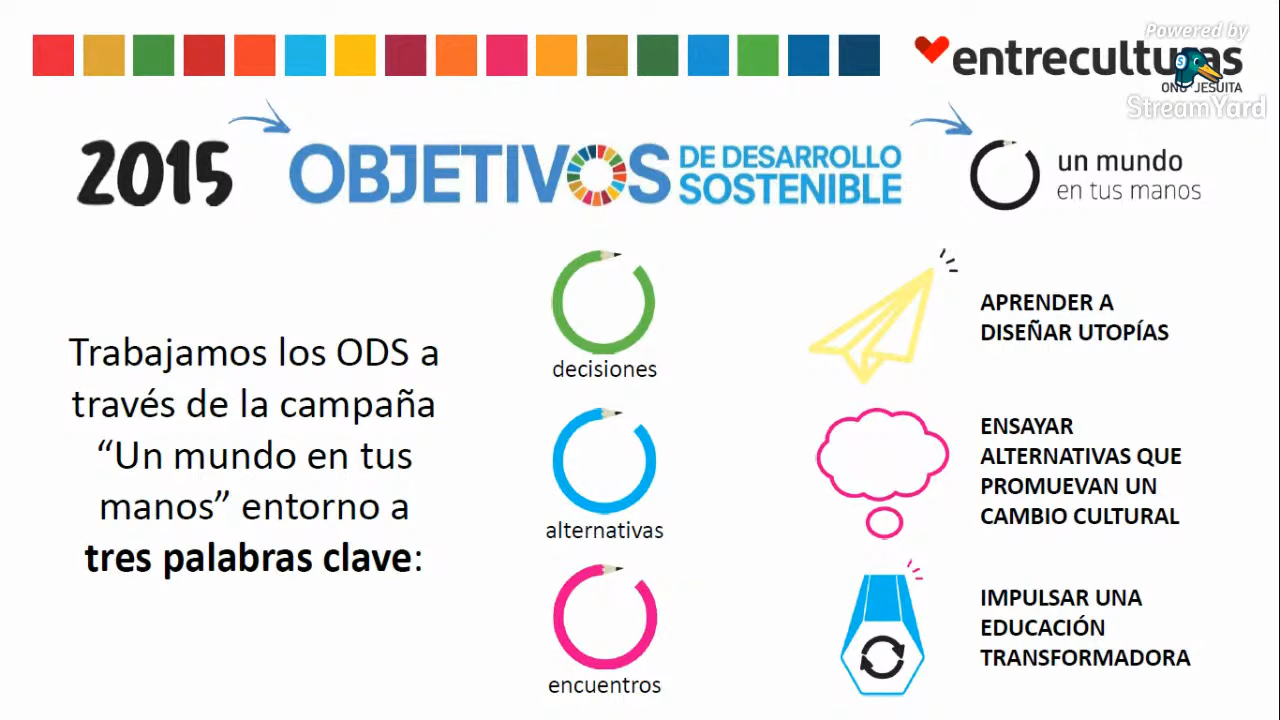 Powered by
entreculturas
ONG JESUITA
StreamYard
2015
OBJETIVOS
DE DESARROLLO
SOSTENIBLE
un mundo
en tus manos
Trabajamos los ODS a
través de la campaña
“Un mundo en tus
manos” entorno a
tres palabras clave:
decisiones
alternativas
encuentros
APRENDER A
DISEÑAR UTOPÍAS
ENSAYAR
ALTERNATIVAS QUE
PROMUEVAN UN
CAMBIO CULTURAL
IMPULSAR UNA
EDUCACIÓN
TRANSFORMADORA